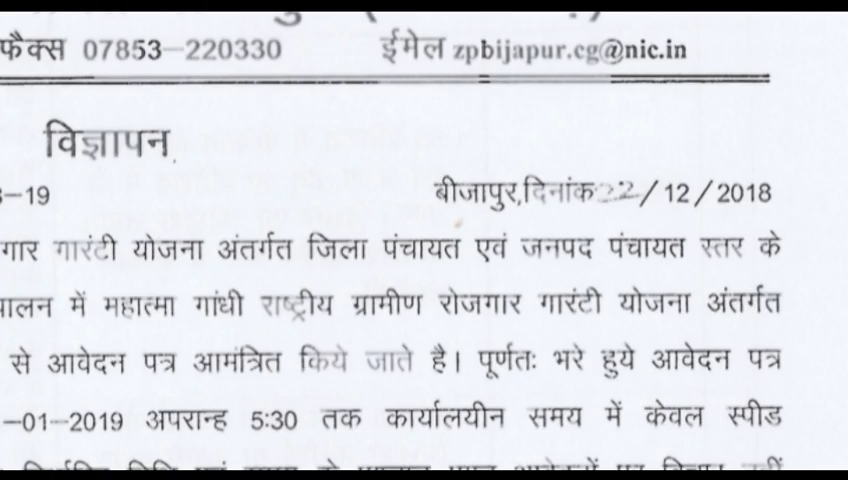 फैक्स 07853–220330 ईमेल zpbijapur.cg@nic.in
विज्ञापन
–19 बीजापुर,दिनांक 22/12/2018
गार गारंटी योजना अंतर्गत जिला पंचायत एवं जनपद पंचायत स्तर के
पालन में महात्मा गांधी राष्ट्रीय ग्रामीण रोजगार गारंटी योजना अंतर्गत
से आवेदन पत्र आमंत्रित किये जाते है। पूर्णतः भरे हुये आवेदन पत्र
–01–2019 अपरान्ह 5:30 तक कार्यालयीन समय में केवल स्पीड